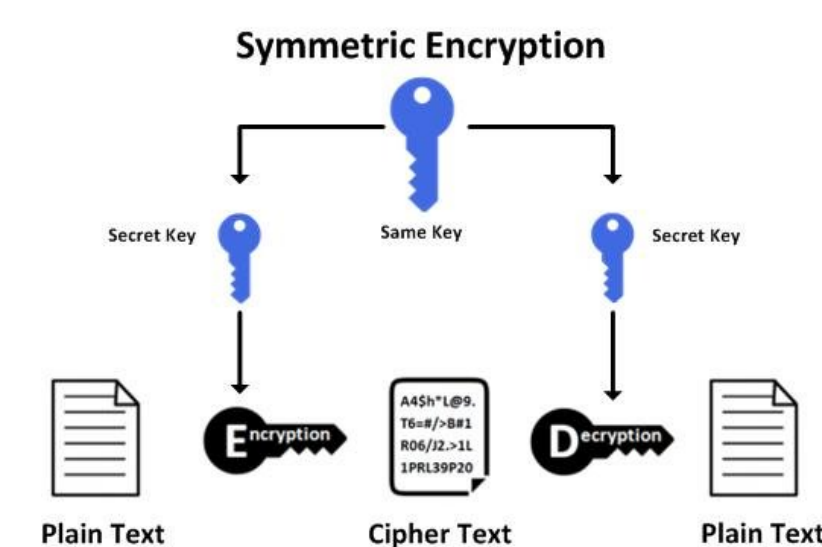 Symmetric Encryption
Secret Key
Same Key
Secret Key
Encryption
A4$h*L@9.
T6=#/>B#1
R06/J2.>1L
1PRL39P20
Decryption
Plain Text
Cipher Text
Plain Text